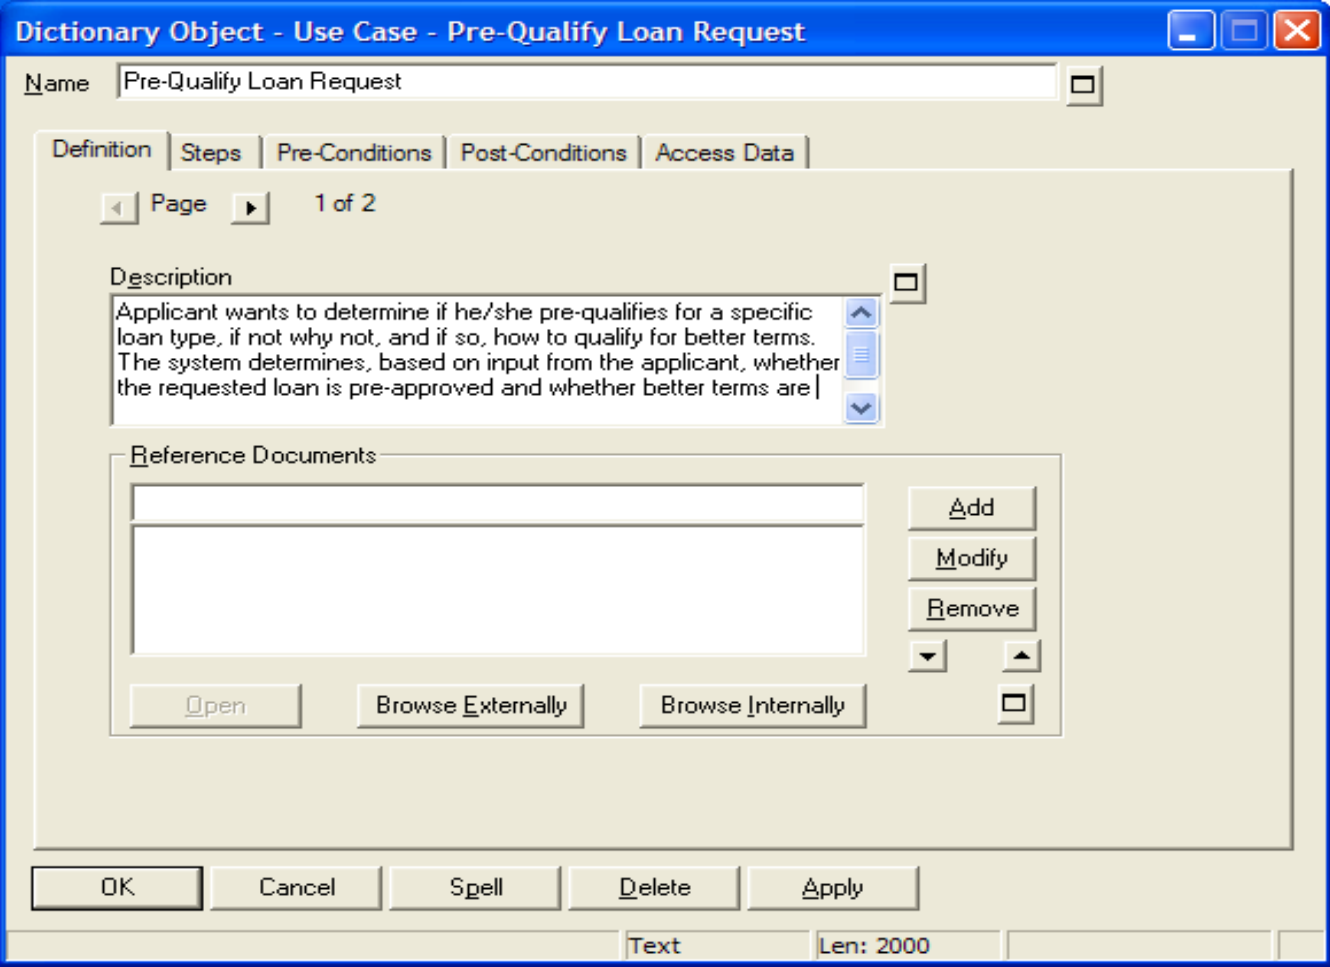 Dictionary Object - Use Case - Pre-Qualify Loan Request
Name Pre-Qualify Loan Request
Definition Steps Pre-Conditions Post-Conditions Access Data
Page 1 of 2
Description
Applicant wants to determine if he/she pre-qualifies for a specific
loan type, if not why not, and if so, how to qualify for better terms.
The system determines, based on input from the applicant, whether
the requested loan is pre-approved and whether better terms are
Reference Documents
Add
Modify
Remove
Open Browse Externally Browse Internally
OK Cancel Spell Delete Apply
Text Len: 2000